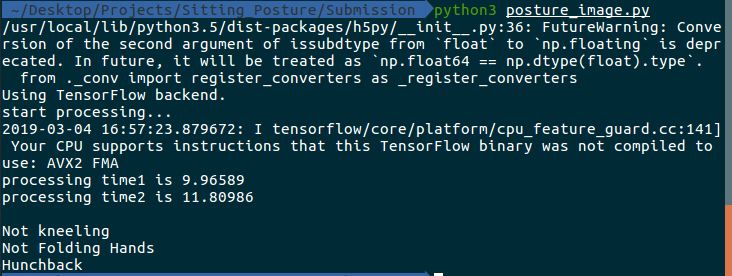 ~/Desktop/Projects/Sitting_Posture/Submission python3 posture_image.py
/usr/local/lib/python3.5/dist-packages/h5py/__init__.py:36: FutureWarning: Conve
rsion of the second argument of issubdtype from `float` to `np.floating` is depr
ecated. In future, it will be treated as `np.float64 == np.dtype(float).type`.
  from ._conv import register_converters as _register_converters
Using TensorFlow backend.
start processing...
2019-03-04 16:57:23.879672: I tensorflow/core/platform/cpu_feature_guard.cc:141]
 Your CPU supports instructions that this TensorFlow binary was not compiled to
use: AVX2 FMA
processing time1 is 9.96589
processing time2 is 11.80986
Not kneeling
Not Folding Hands
Hunchback